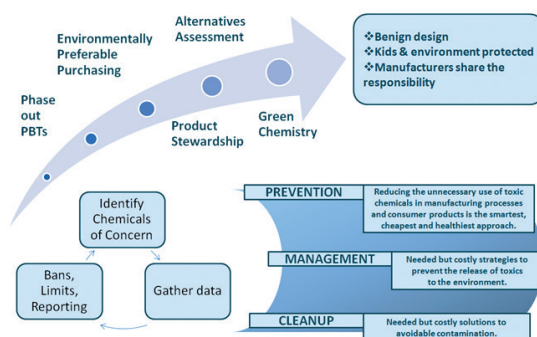 Phase
out
PBTs
Environmentally
Preferable
Purchasing
Alternatives
Assessment
Product
Stewardship
Green
Chemistry
❖Benign design
❖Kids & environment protected
❖Manufacturers share the
responsibility
Identify
Chemicals
of Concern
Bans,
Limits,
Reporting
Gather data
PREVENTION
Reducing the unnecessary use of toxic
chemicals in manufacturing processes
and consumer products is the smartest,
cheapest and healthiest approach.
MANAGEMENT
Needed but costly strategies to
prevent the release of toxics
to the environment.
CLEANUP
Needed but costly solutions to
avoidable contamination.